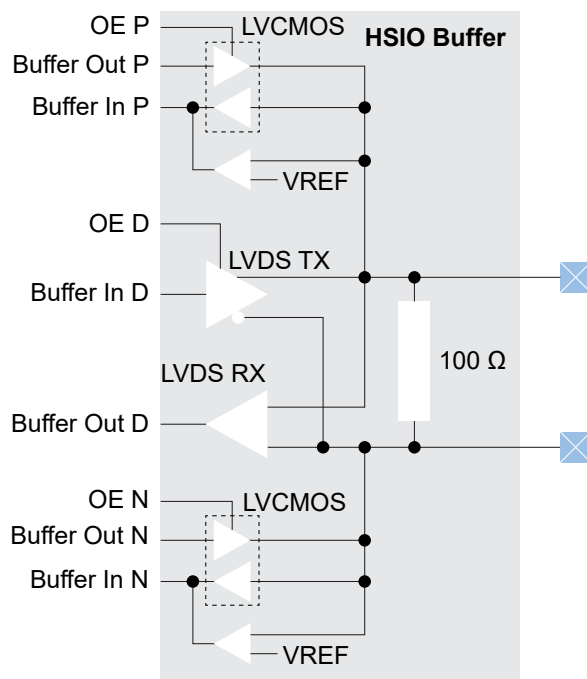 OE P
LVCMOS
HSIO Buffer
Buffer Out P
Buffer In P
VREF
OE D
LVDS TX
Buffer In D
100 Ω
LVDS RX
Buffer Out D
OE N
LVCMOS
Buffer Out N
Buffer In N
VREF